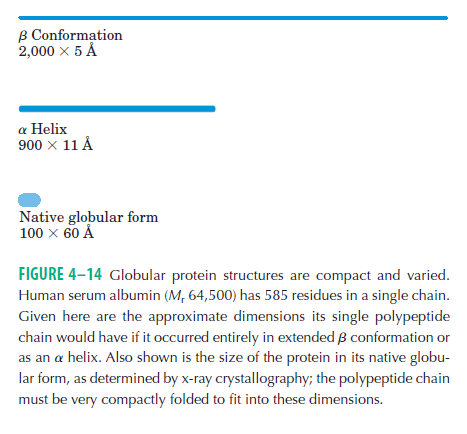 β Conformation
2,000 × 5 Å
α Helix
900 × 11 Å
Native globular form
100 × 60 Å
FIGURE 4–14 Globular protein structures are compact and varied.
Human serum albumin (Mr 64,500) has 585 residues in a single chain.
Given here are the approximate dimensions its single polypeptide
chain would have if it occurred entirely in extended β conformation or
as an α helix. Also shown is the size of the protein in its native globu-
lar form, as determined by x-ray crystallography; the polypeptide chain
must be very compactly folded to fit into these dimensions.